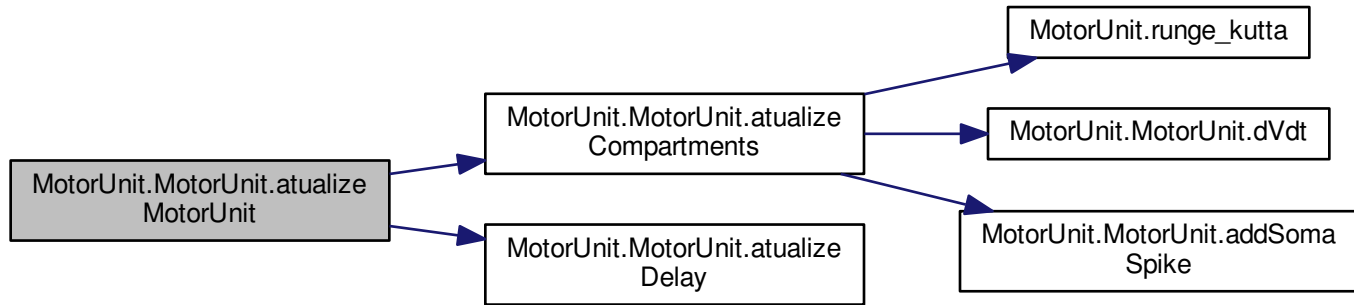 MotorUnit.MotorUnit.atualize
MotorUnit
MotorUnit.MotorUnit.atualize
Compartments
MotorUnit.MotorUnit.atualize
Delay
MotorUnit.runge_kutta
MotorUnit.MotorUnit.dVdt
MotorUnit.MotorUnit.addSoma
Spike